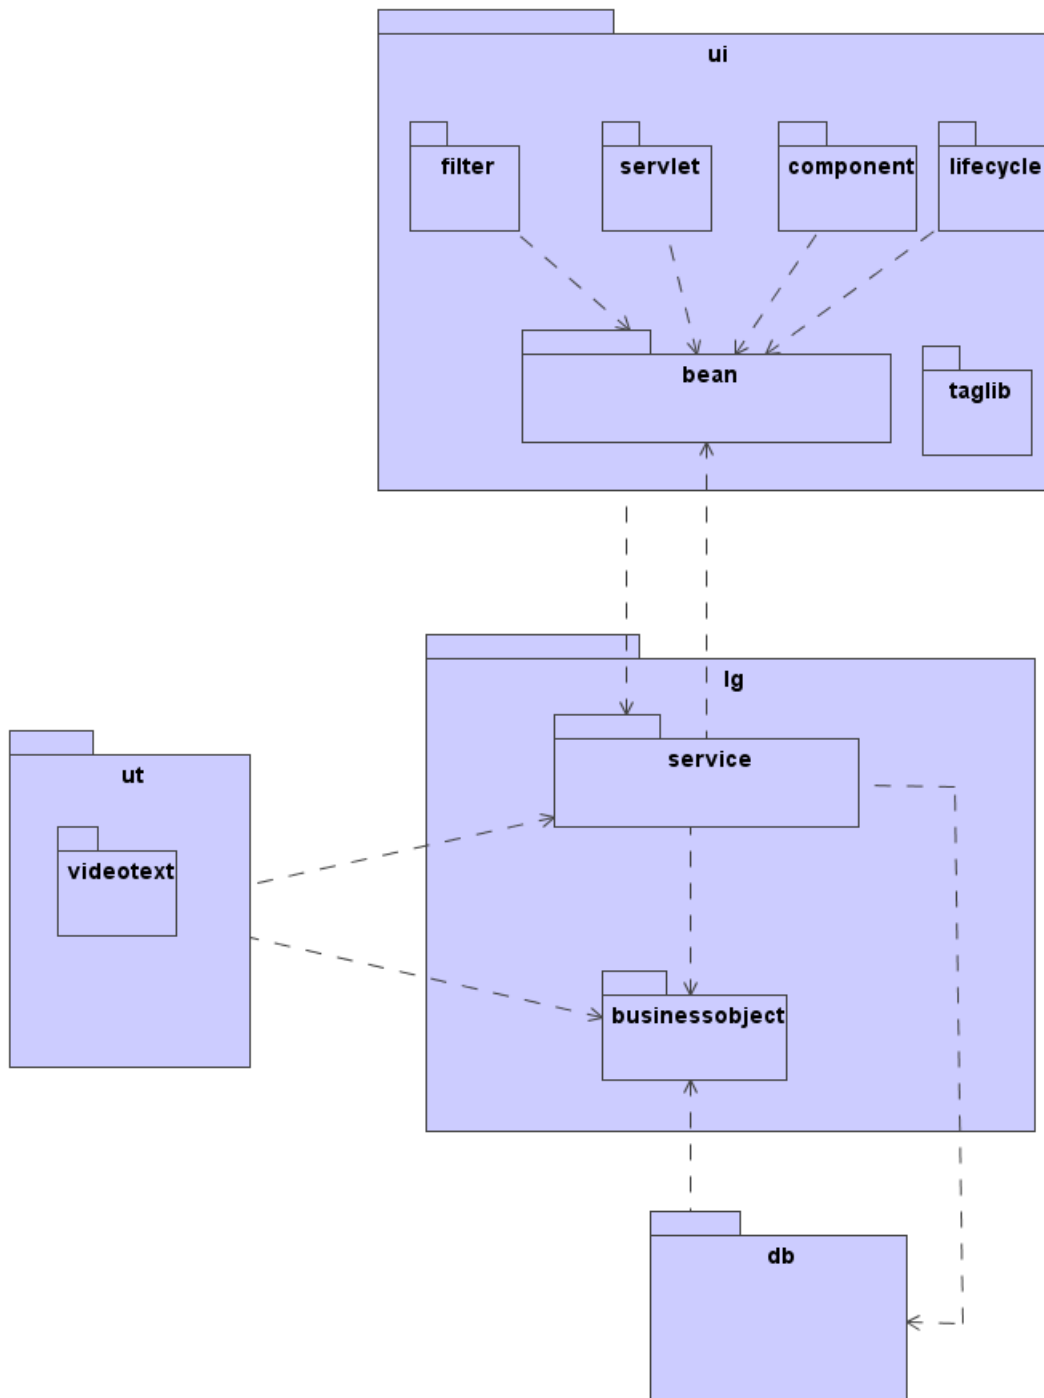 ui
filter
servlet
component
lifecycle
bean
taglib
lg
service
ut
videotext
businessobject
db